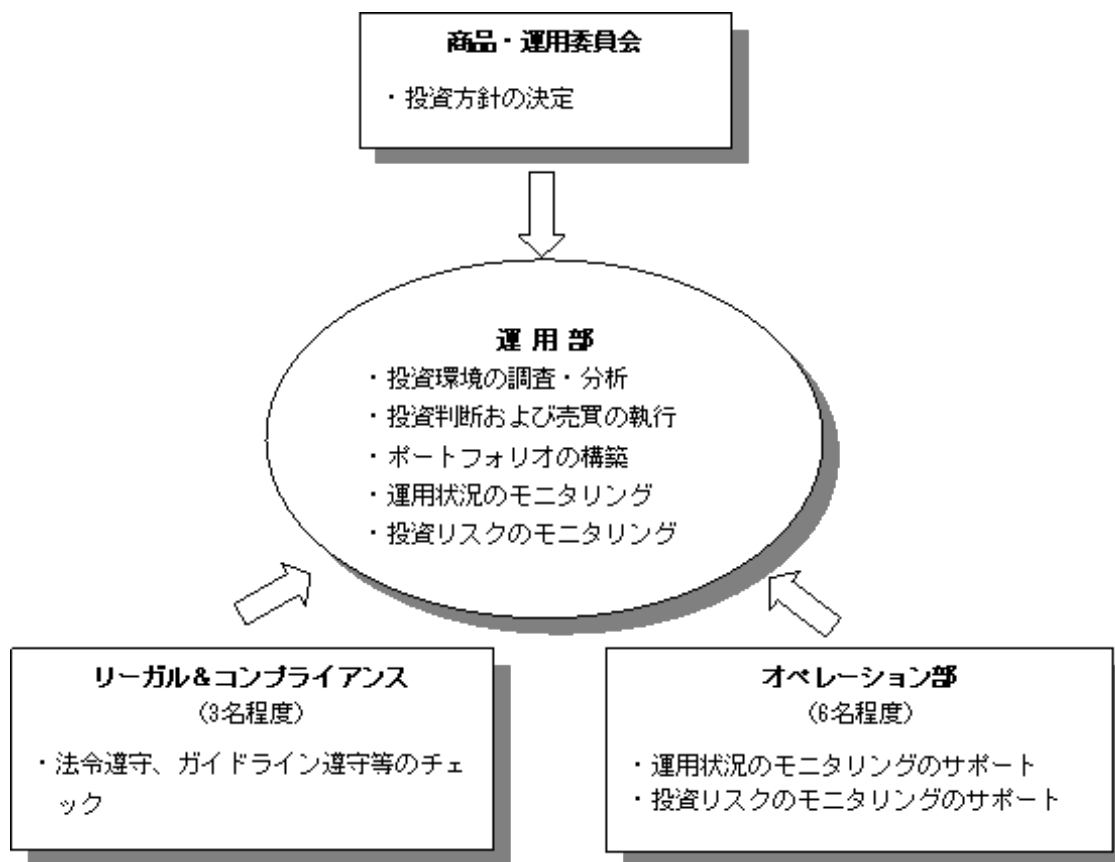 商品・運用委員会
・投資方針の決定
運用部
・投資環境の調査・分析
・投資判断および売買の執行
・ポートフォリオの構築
・運用状況のモニタリング
・投資リスクのモニタリング
リーガル＆コンプライアンス
（3名程度）
・法令遵守、ガイドライン遵守等のチェ
ック
オペレーション部
（6名程度）
・運用状況のモニタリングのサポート
・投資リスクのモニタリングのサポート